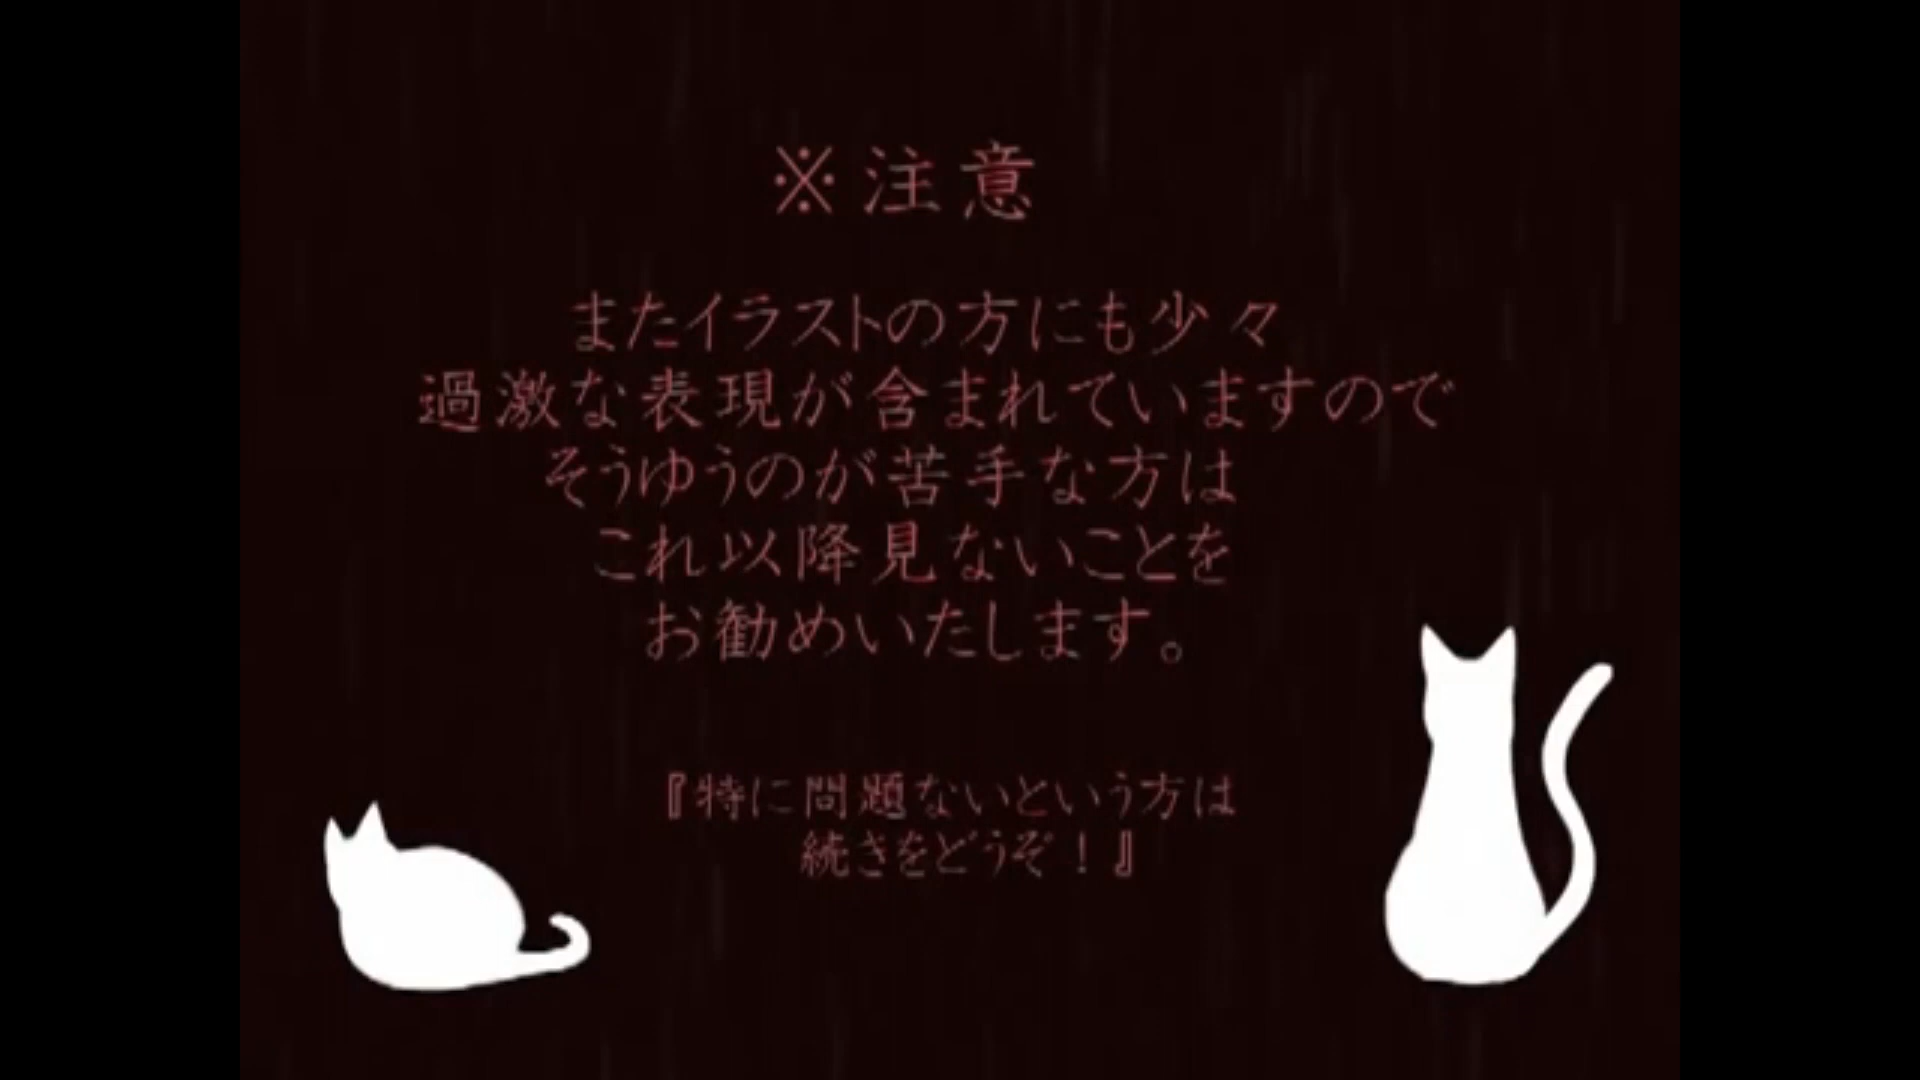 ※注意
またイラストの方にも少々
過激な表現が含まれていますので
そうゆうのが苦手な方は
これ以降見ないことを
お勧めいたします。
『特に問題ないという方は
続きをどうぞ！』